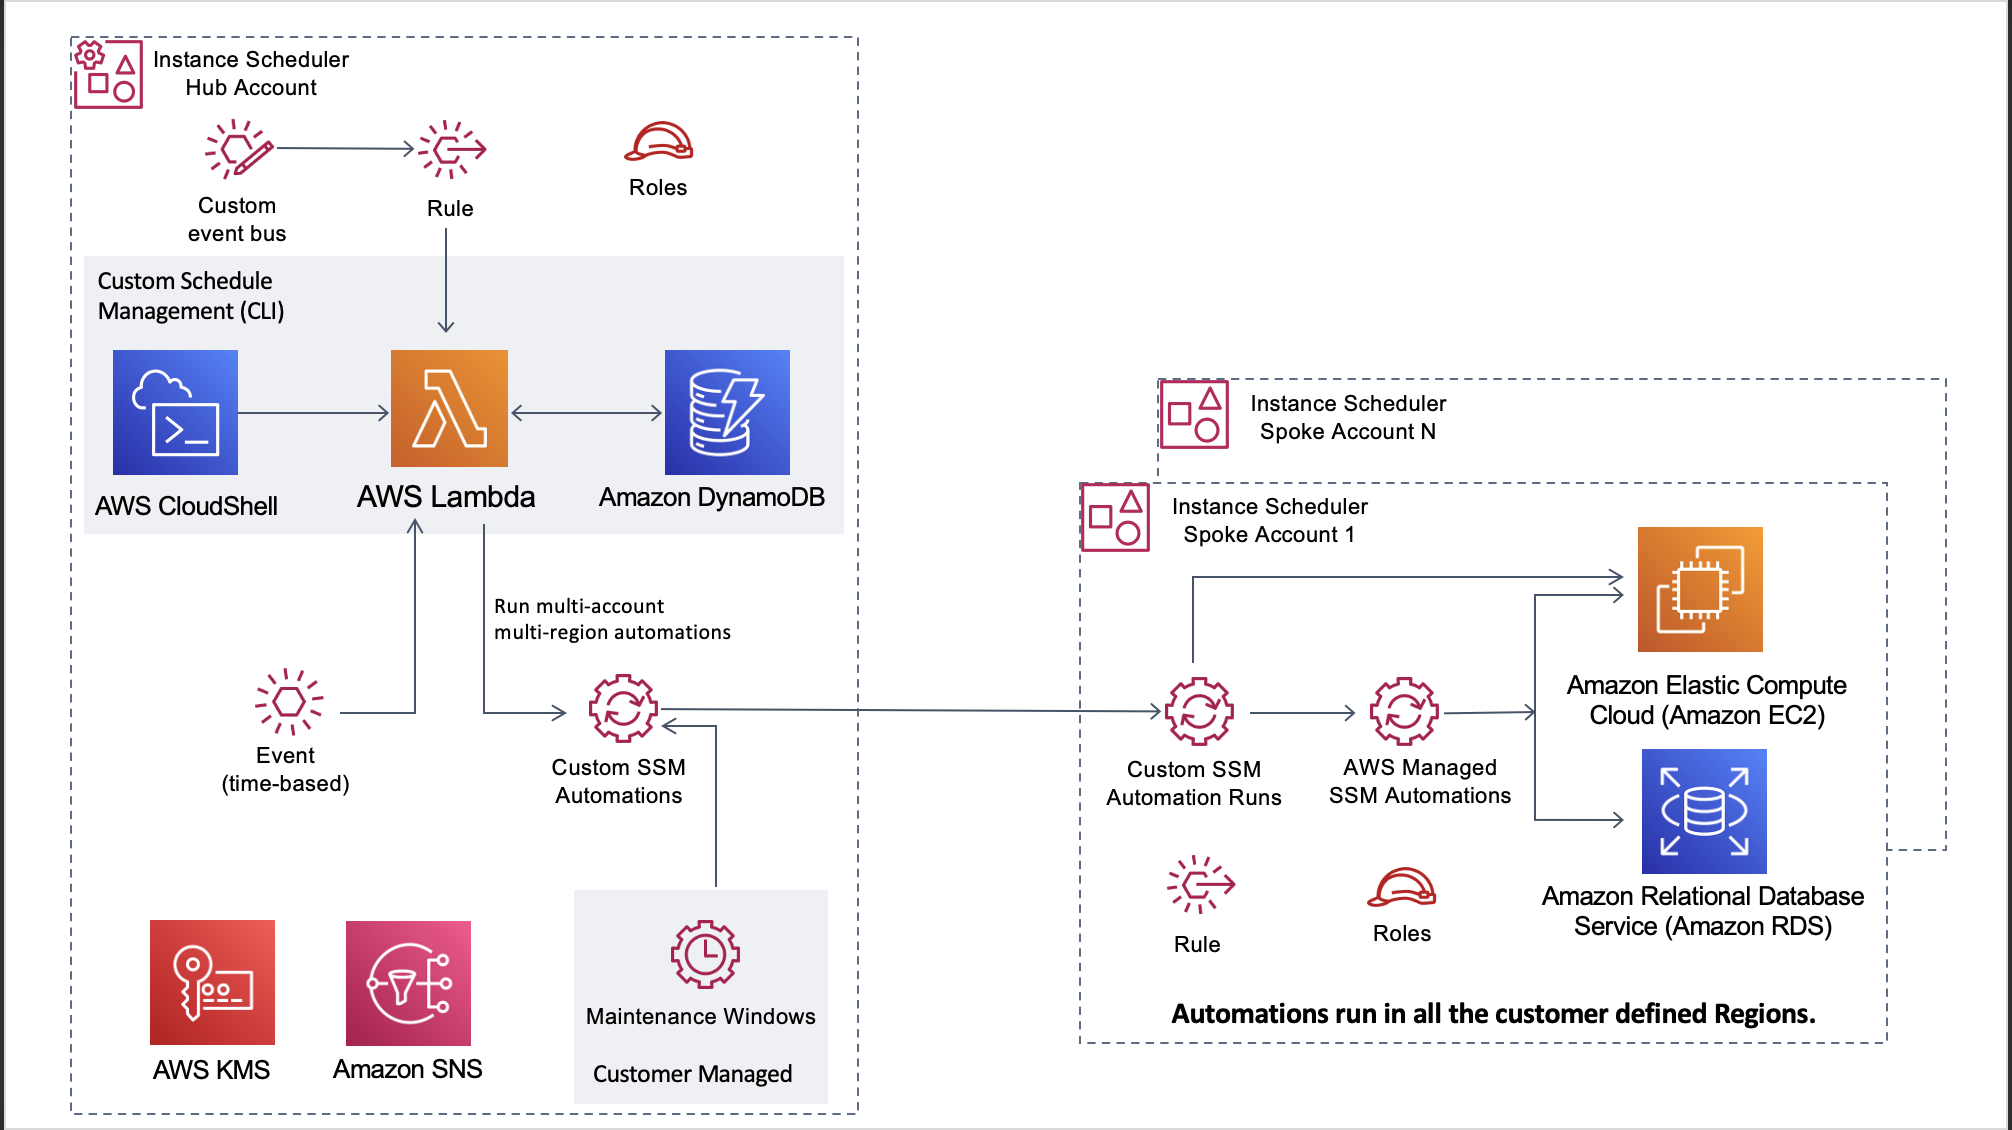 Instance Scheduler
Hub Account
Custom
event bus
Rule
Roles
Custom Schedule
Management (CLI)
AWS CloudShell
AWS Lambda
Amazon DynamoDB
Run multi-account
multi-region automations
Event
(time-based)
Custom SSM
Automations
AWS KMS
Amazon SNS
Maintenance Windows
Customer Managed
Instance Scheduler
Spoke Account N
Instance Scheduler
Spoke Account 1
Custom SSM
Automation Runs
AWS Managed
SSM Automations
Amazon Elastic Compute
Cloud (Amazon EC2)
Amazon Relational Database
Service (Amazon RDS)
Rule
Roles
Automations run in all the customer defined Regions.